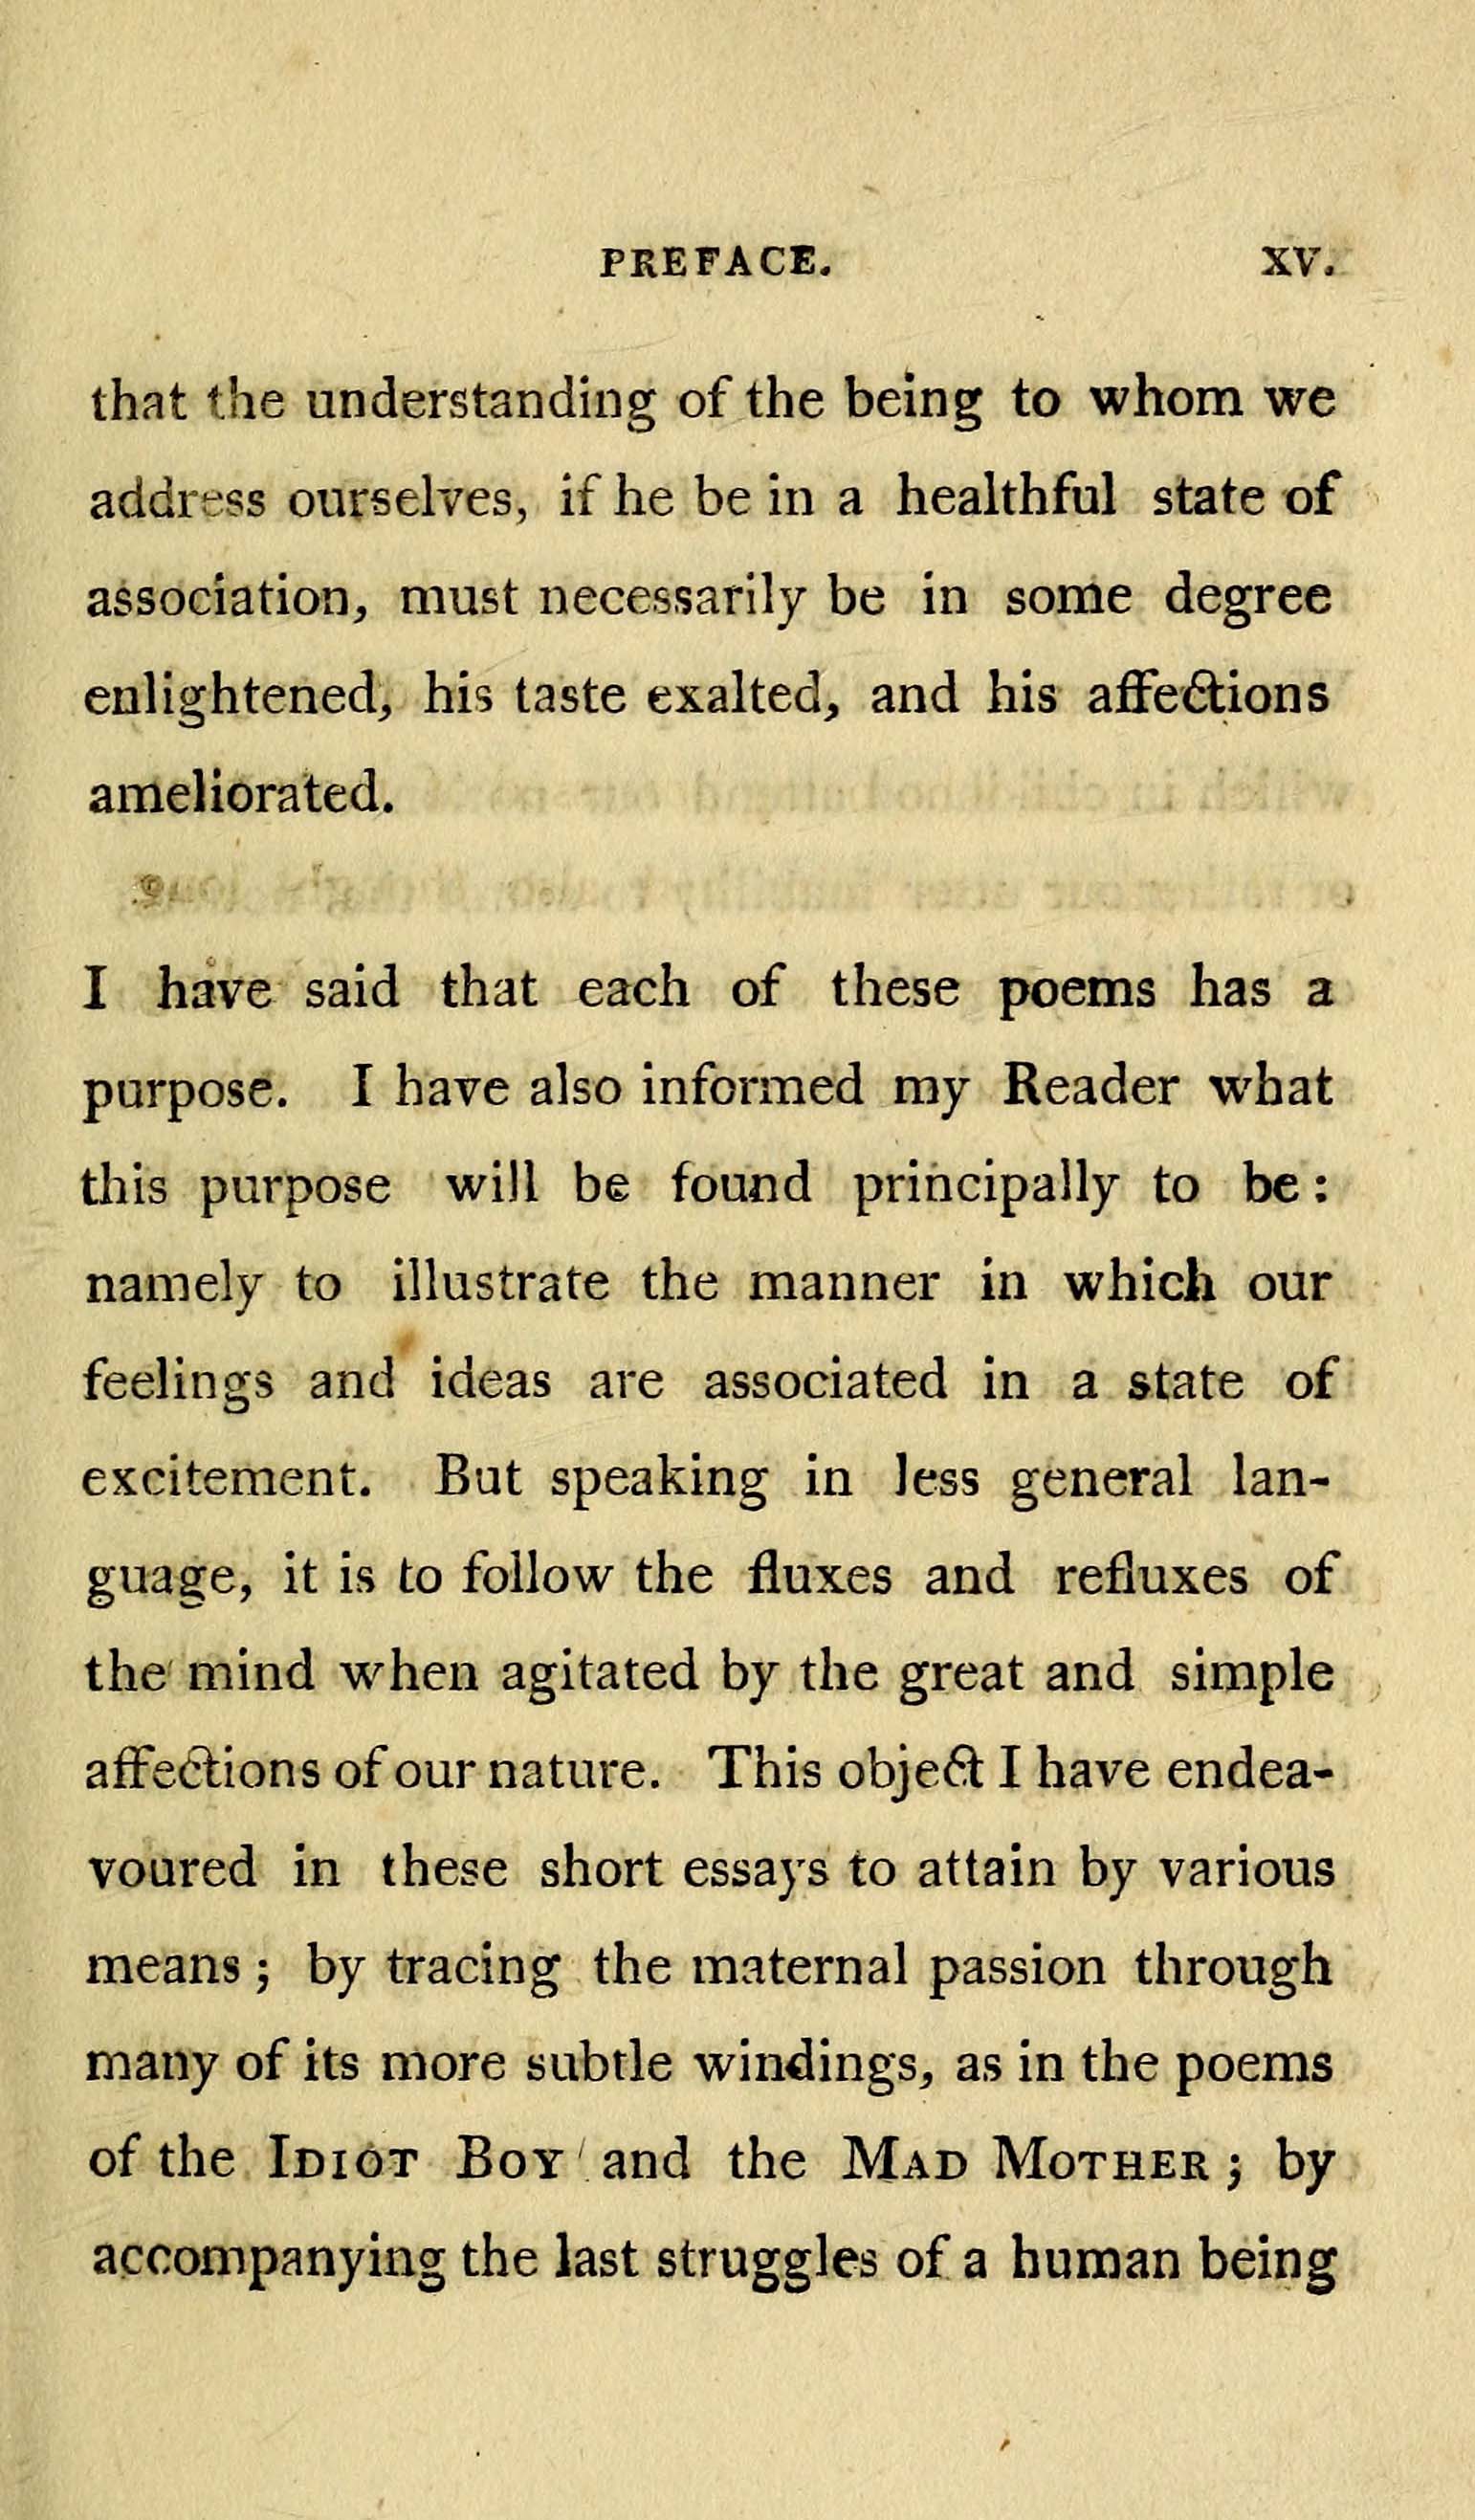 PREFACE. XV.
that the understanding of the being to whom we
address ourselves, if he be in a healthful state of
association, must necessarily be in some degree
enlightened, his taste exalted, and his affections
ameliorated.
I have said that each of these poems has a
purpose. I have also informed my Reader what
this purpose will be found principally to be:
namely to illustrate the manner in which our
feelings and ideas are associated in a state of
excitement. But speaking in less general lan-
guage, it is to follow the fluxes and refluxes of
the mind when agitated by the great and simple
affections of our nature. This object I have endea-
voured in these short essays to attain by various
means; by tracing the maternal passion through
many of its more subtle windings, as in the poems
of the IDIOT BOY and the MAD MOTHER; by
accompanying the last struggles of a human being